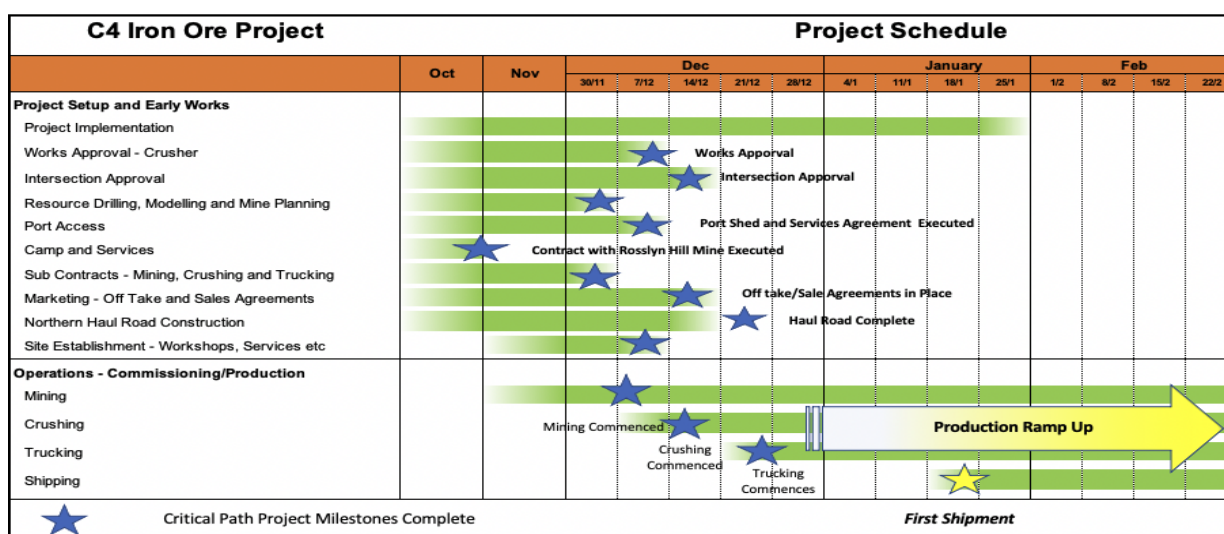 C4 Iron Ore Project Project Schedule
Oct Nov Dec January Feb
30/11 7/12 14/12 21/12 28/12 4/1 11/1 18/1 25/1 1/2 8/2 15/2 22/2
Project Setup and Early Works
Project Implementation
Works Approval - Crusher Works Apporval
Intersection Approval Intersection Apporval
Resource Drilling, Modelling and Mine Planning
Port Access Port Shed and Services Agreement Executed
Camp and Services Contract with Rosslyn Hill Mine Executed
Sub Contracts - Mining, Crushing and Trucking
Marketing - Off Take and Sales Agreements Off take/Sale Agreements in Place
Northern Haul Road Construction Haul Road Complete
Site Establishment - Workshops, Services etc
Operations - Commissioning/Production
Mining
Crushing Mining Commenced Production Ramp Up
Trucking Crushing
Commenced
Shipping Trucking
Commences
Critical Path Project Milestones Complete First Shipment